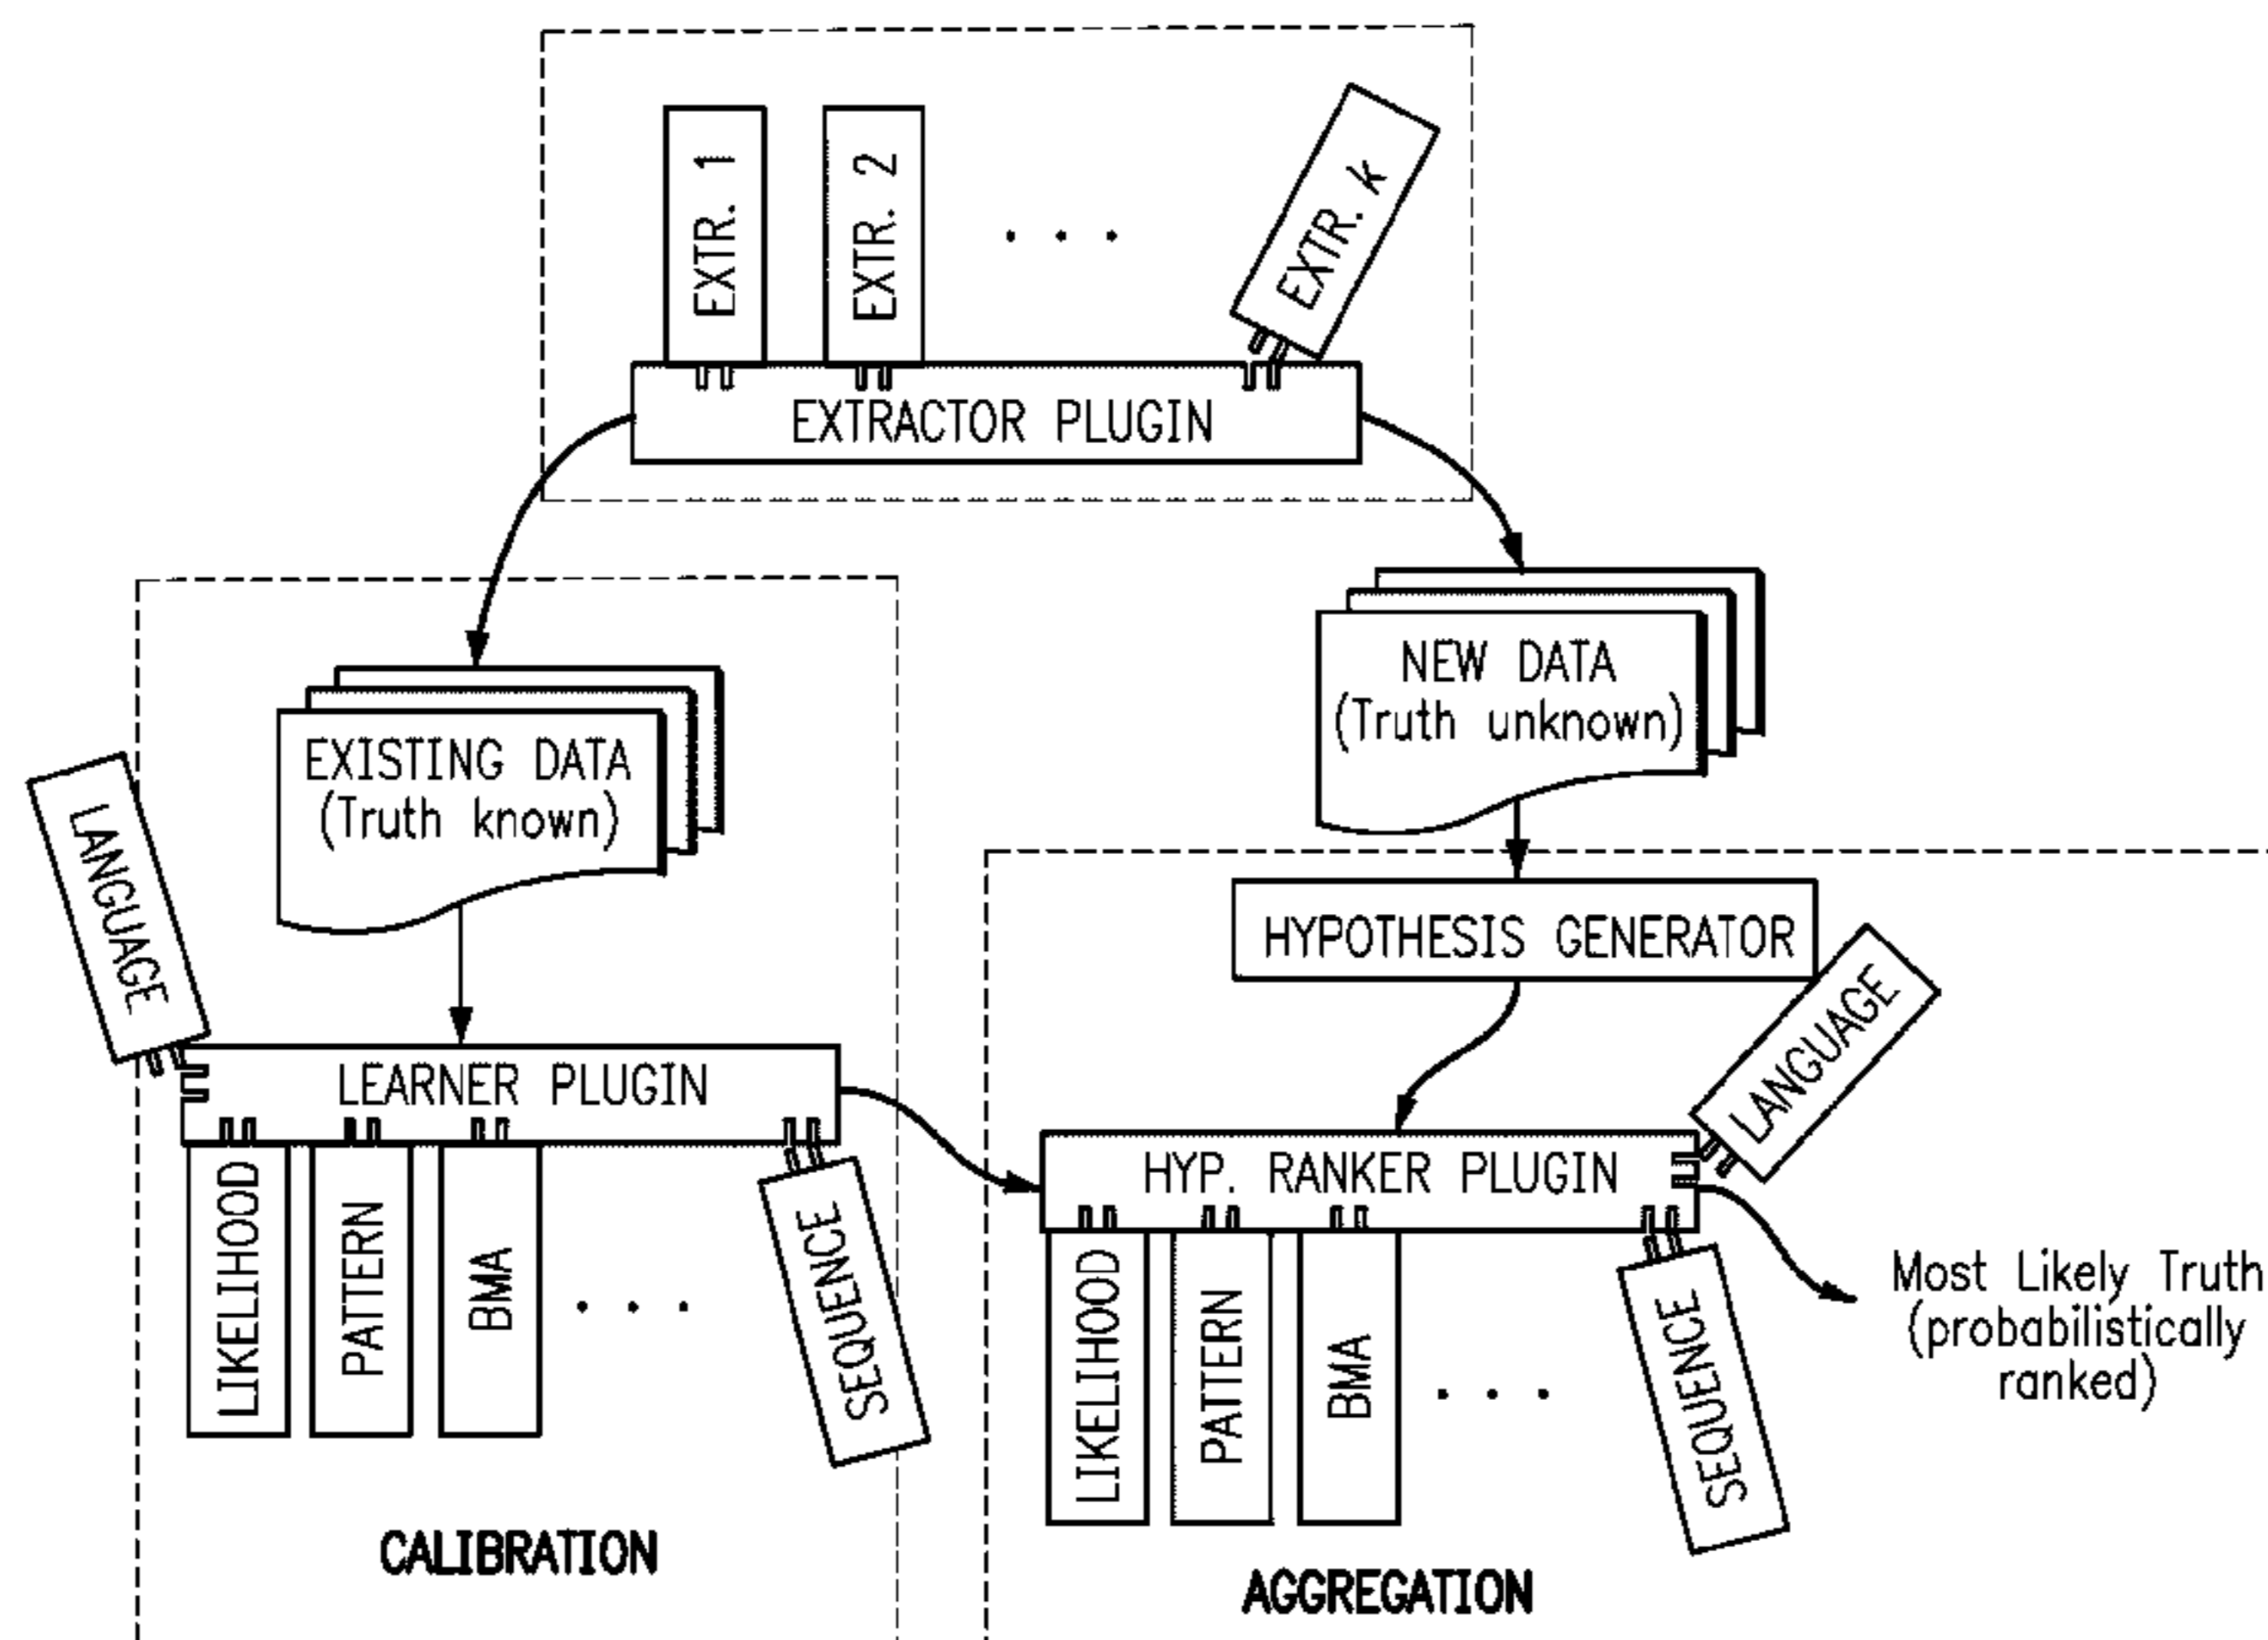 EXTR. 1
EXTR. 2
. . .
EXTR. k
EXTRACTOR PLUGIN
EXISTING DATA
(Truth known)
LANGUAGE
LEARNER PLUGIN
LIKELIHOOD
PATTERN
BMA
. . .
SEQUENCE
CALIBRATION
NEW DATA
(Truth unknown)
HYPOTHESIS GENERATOR
LANGUAGE
HYP. RANKER PLUGIN
LIKELIHOOD
PATTERN
BMA
. . .
SEQUENCE
Most Likely Truth
(probabilistically
ranked)
AGGREGATION